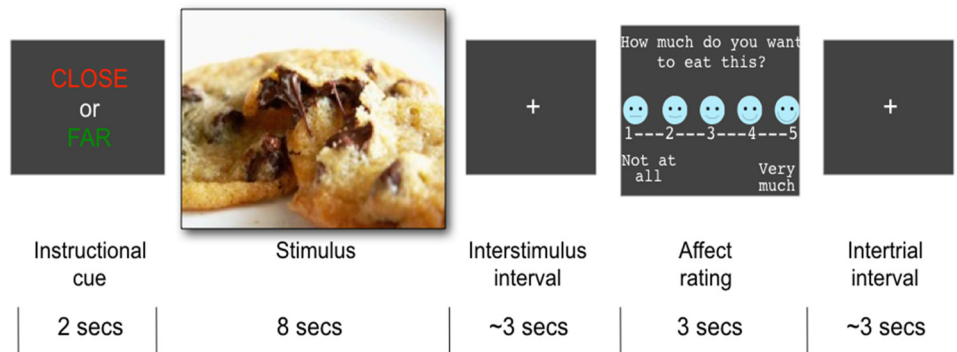 CLOSE
or
FAR
+
How much do you want
to eat this?
1---2---3---4---5
Not at
all
Very
much
+
Instructional
cue
Stimulus
Interstimulus
interval
Affect
rating
Intertrial
interval
2 secs
8 secs
~3 secs
3 secs
~3 secs